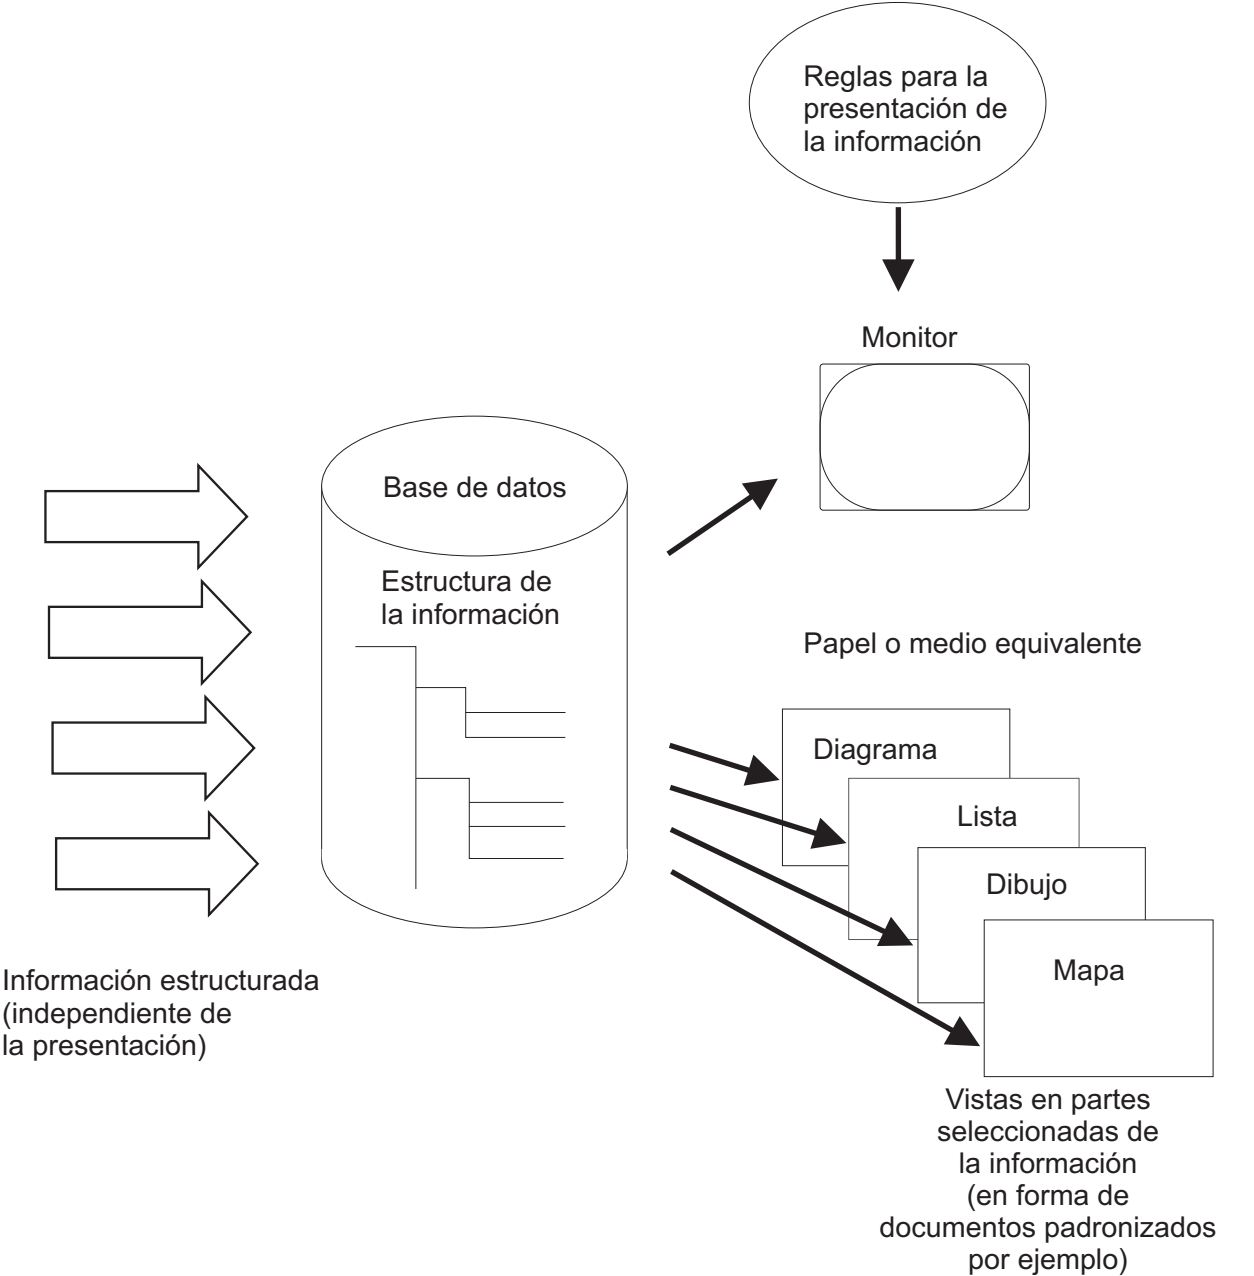 Reglas para la
presentación de
la información
Monitor
Base de datos
Estructura de
la información
Papel o medio equivalente
Diagrama
Lista
Dibujo
Mapa
Información estructurada
(independiente de
la presentación)
Vistas en partes
seleccionadas de
la información
(en forma de
documentos padronizados
por ejemplo)